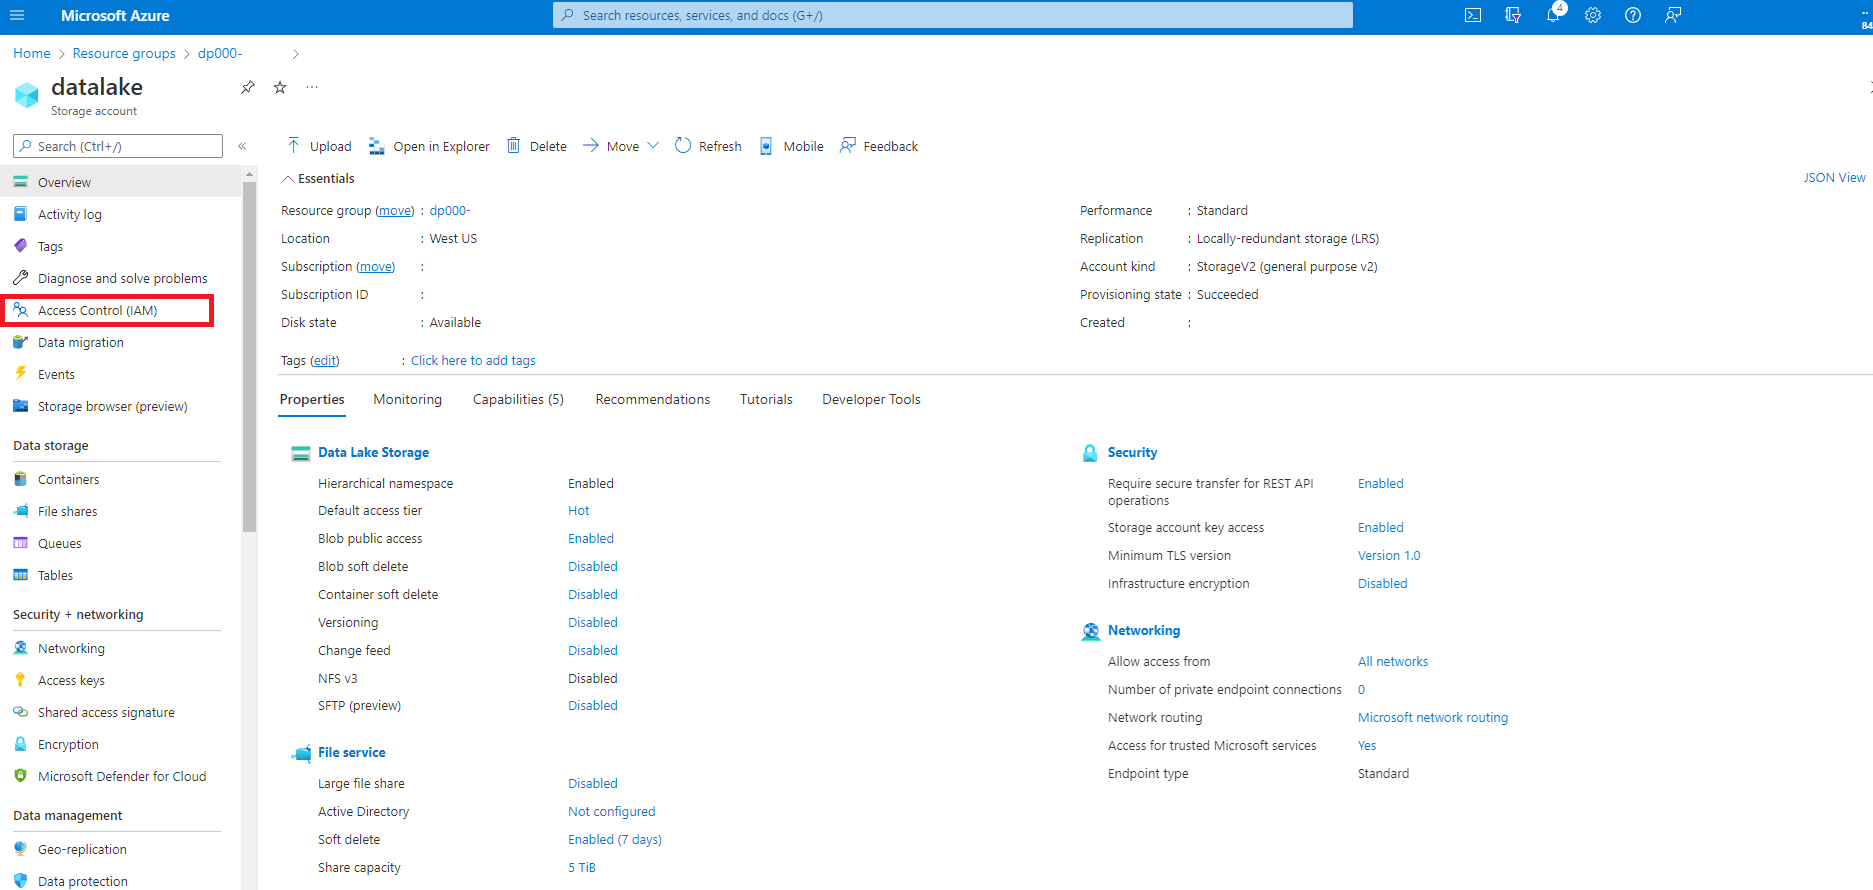 Microsoft Azure
Search resources, services, and docs (G+/)
4
84
Home > Resource groups > dp000- >
datalake
Storage account
...
Search (Ctrl+/)
«
Overview
Activity log
Tags
Diagnose and solve problems
Access Control (IAM)
Data migration
Events
Storage browser (preview)
Data storage
Containers
File shares
Queues
Tables
Security + networking
Networking
Access keys
Shared access signature
Encryption
Microsoft Defender for Cloud
Data management
Geo-replication
Data protection
Upload Open in Explorer Delete Move Refresh Mobile Feedback
Essentials
JSON View
Resource group (move) : dp000-
Location : West US
Subscription (move) :
Subscription ID :
Disk state : Available
Tags (edit) : Click here to add tags
Performance : Standard
Replication : Locally-redundant storage (LRS)
Account kind : StorageV2 (general purpose v2)
Provisioning state : Succeeded
Created :
Properties Monitoring Capabilities (5) Recommendations Tutorials Developer Tools
Data Lake Storage
Hierarchical namespace Enabled
Default access tier Hot
Blob public access Enabled
Blob soft delete Disabled
Container soft delete Disabled
Versioning Disabled
Change feed Disabled
NFS v3 Disabled
SFTP (preview) Disabled
File service
Large file share Disabled
Active Directory Not configured
Soft delete Enabled (7 days)
Share capacity 5 TiB
Security
Require secure transfer for REST API Enabled
operations
Storage account key access Enabled
Minimum TLS version Version 1.0
Infrastructure encryption Disabled
Networking
Allow access from All networks
Number of private endpoint connections 0
Network routing Microsoft network routing
Access for trusted Microsoft services Yes
Endpoint type Standard